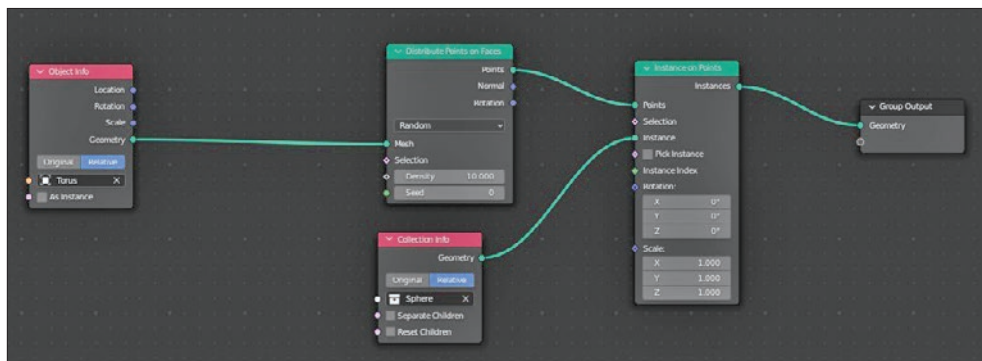 Object Info
Location
Rotation
Scale
Geometry
Original Relative
Torus
As Instance
Distribute Points on Faces
Points
Normal
Rotation
Random
Mesh
Selection
Density 10.000
Seed 0
Collection Info
Geometry
Original Relative
Sphere
Separate Children
Reset Children
Instance on Points
Instances
Points
Selection
Instance
Pick Instance
Instance Index
Rotation:
X 0°
Y 0°
Z 0°
Scale:
X 1.000
Y 1.000
Z 1.000
Group Output
Geometry